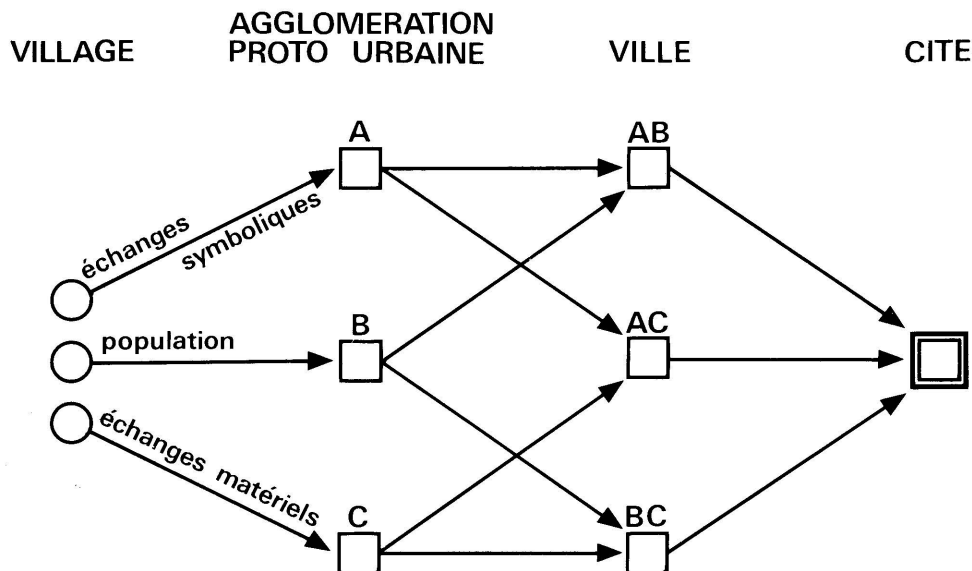 AGGLOMERATION
VILLAGE PROTO URBAINE VILLE CITE
A AB
échanges
symboliques
B AC
population
échanges matériels
C BC